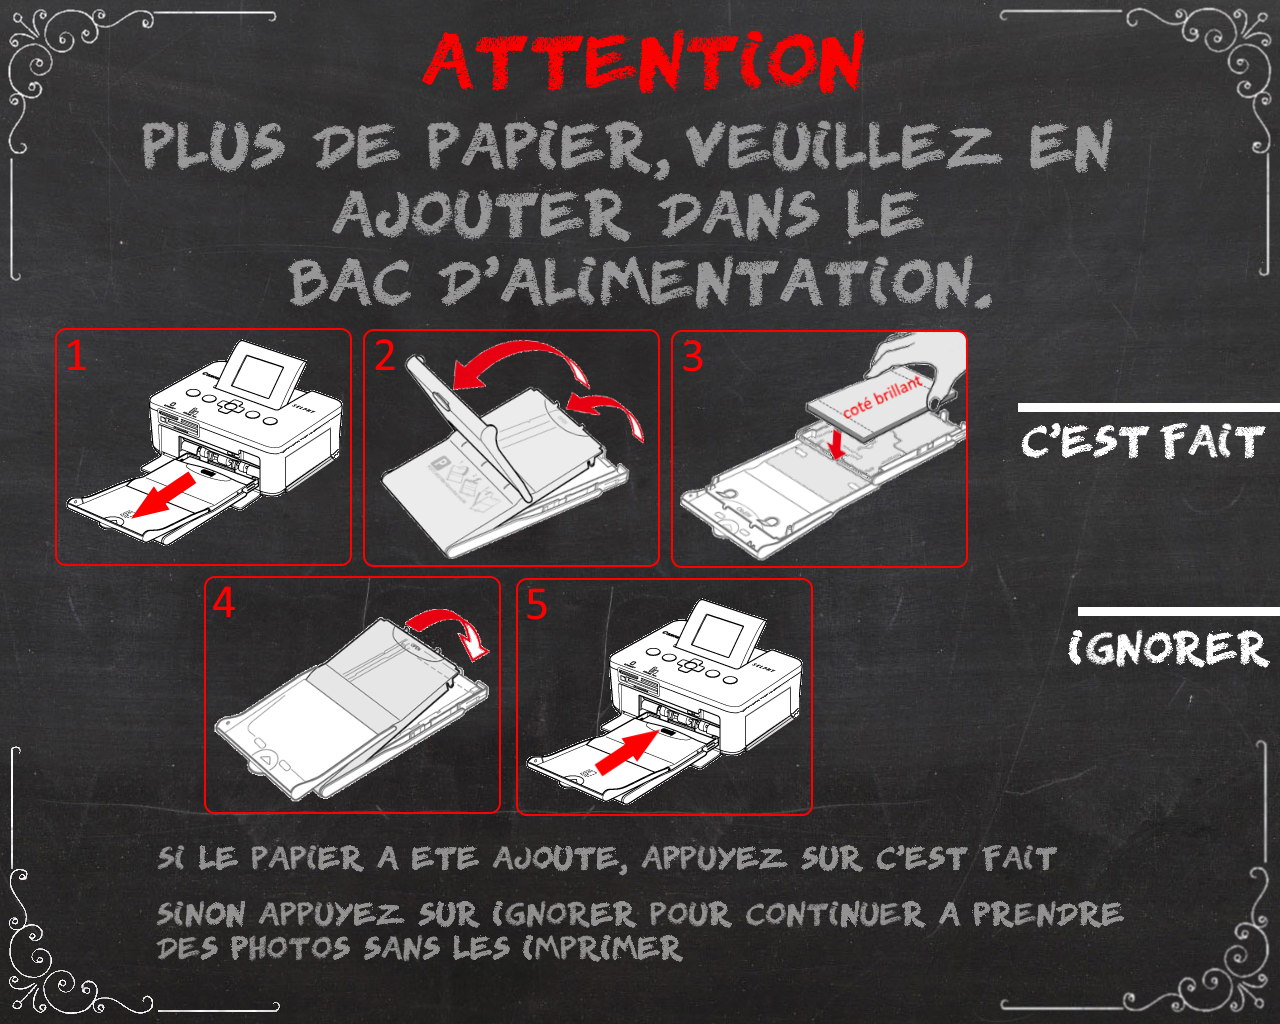 ATTENTION
PLUS DE PAPIER, VEUILLEZ EN
AJOUTER DANS LE
BAC D'ALIMENTATION.
1
2
3
coté brillant
C'EST FAIT
IGNORER
4
5
SI LE PAPIER A ETE AJOUTE, APPUYEZ SUR C'EST FAIT
SINON APPUYEZ SUR IGNORER POUR CONTINUER A PRENDRE
DES PHOTOS SANS LES IMPRIMER